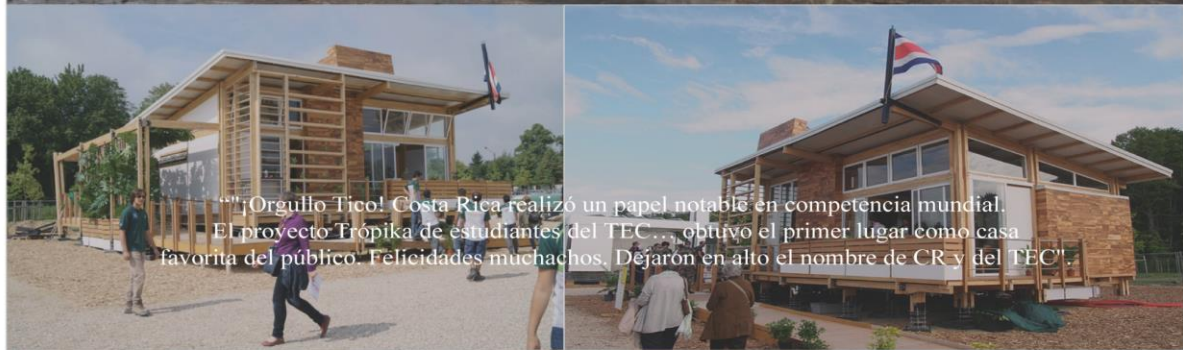 “"¡Orgullo Tico! Costa Rica realizó un papel notable en competencia mundial.
El proyecto Trópika de estudiantes del TEC… obtuvo el primer lugar como casa
favorita del público. Felicidades muchachos. Dejaron en alto el nombre de CR y del TEC".